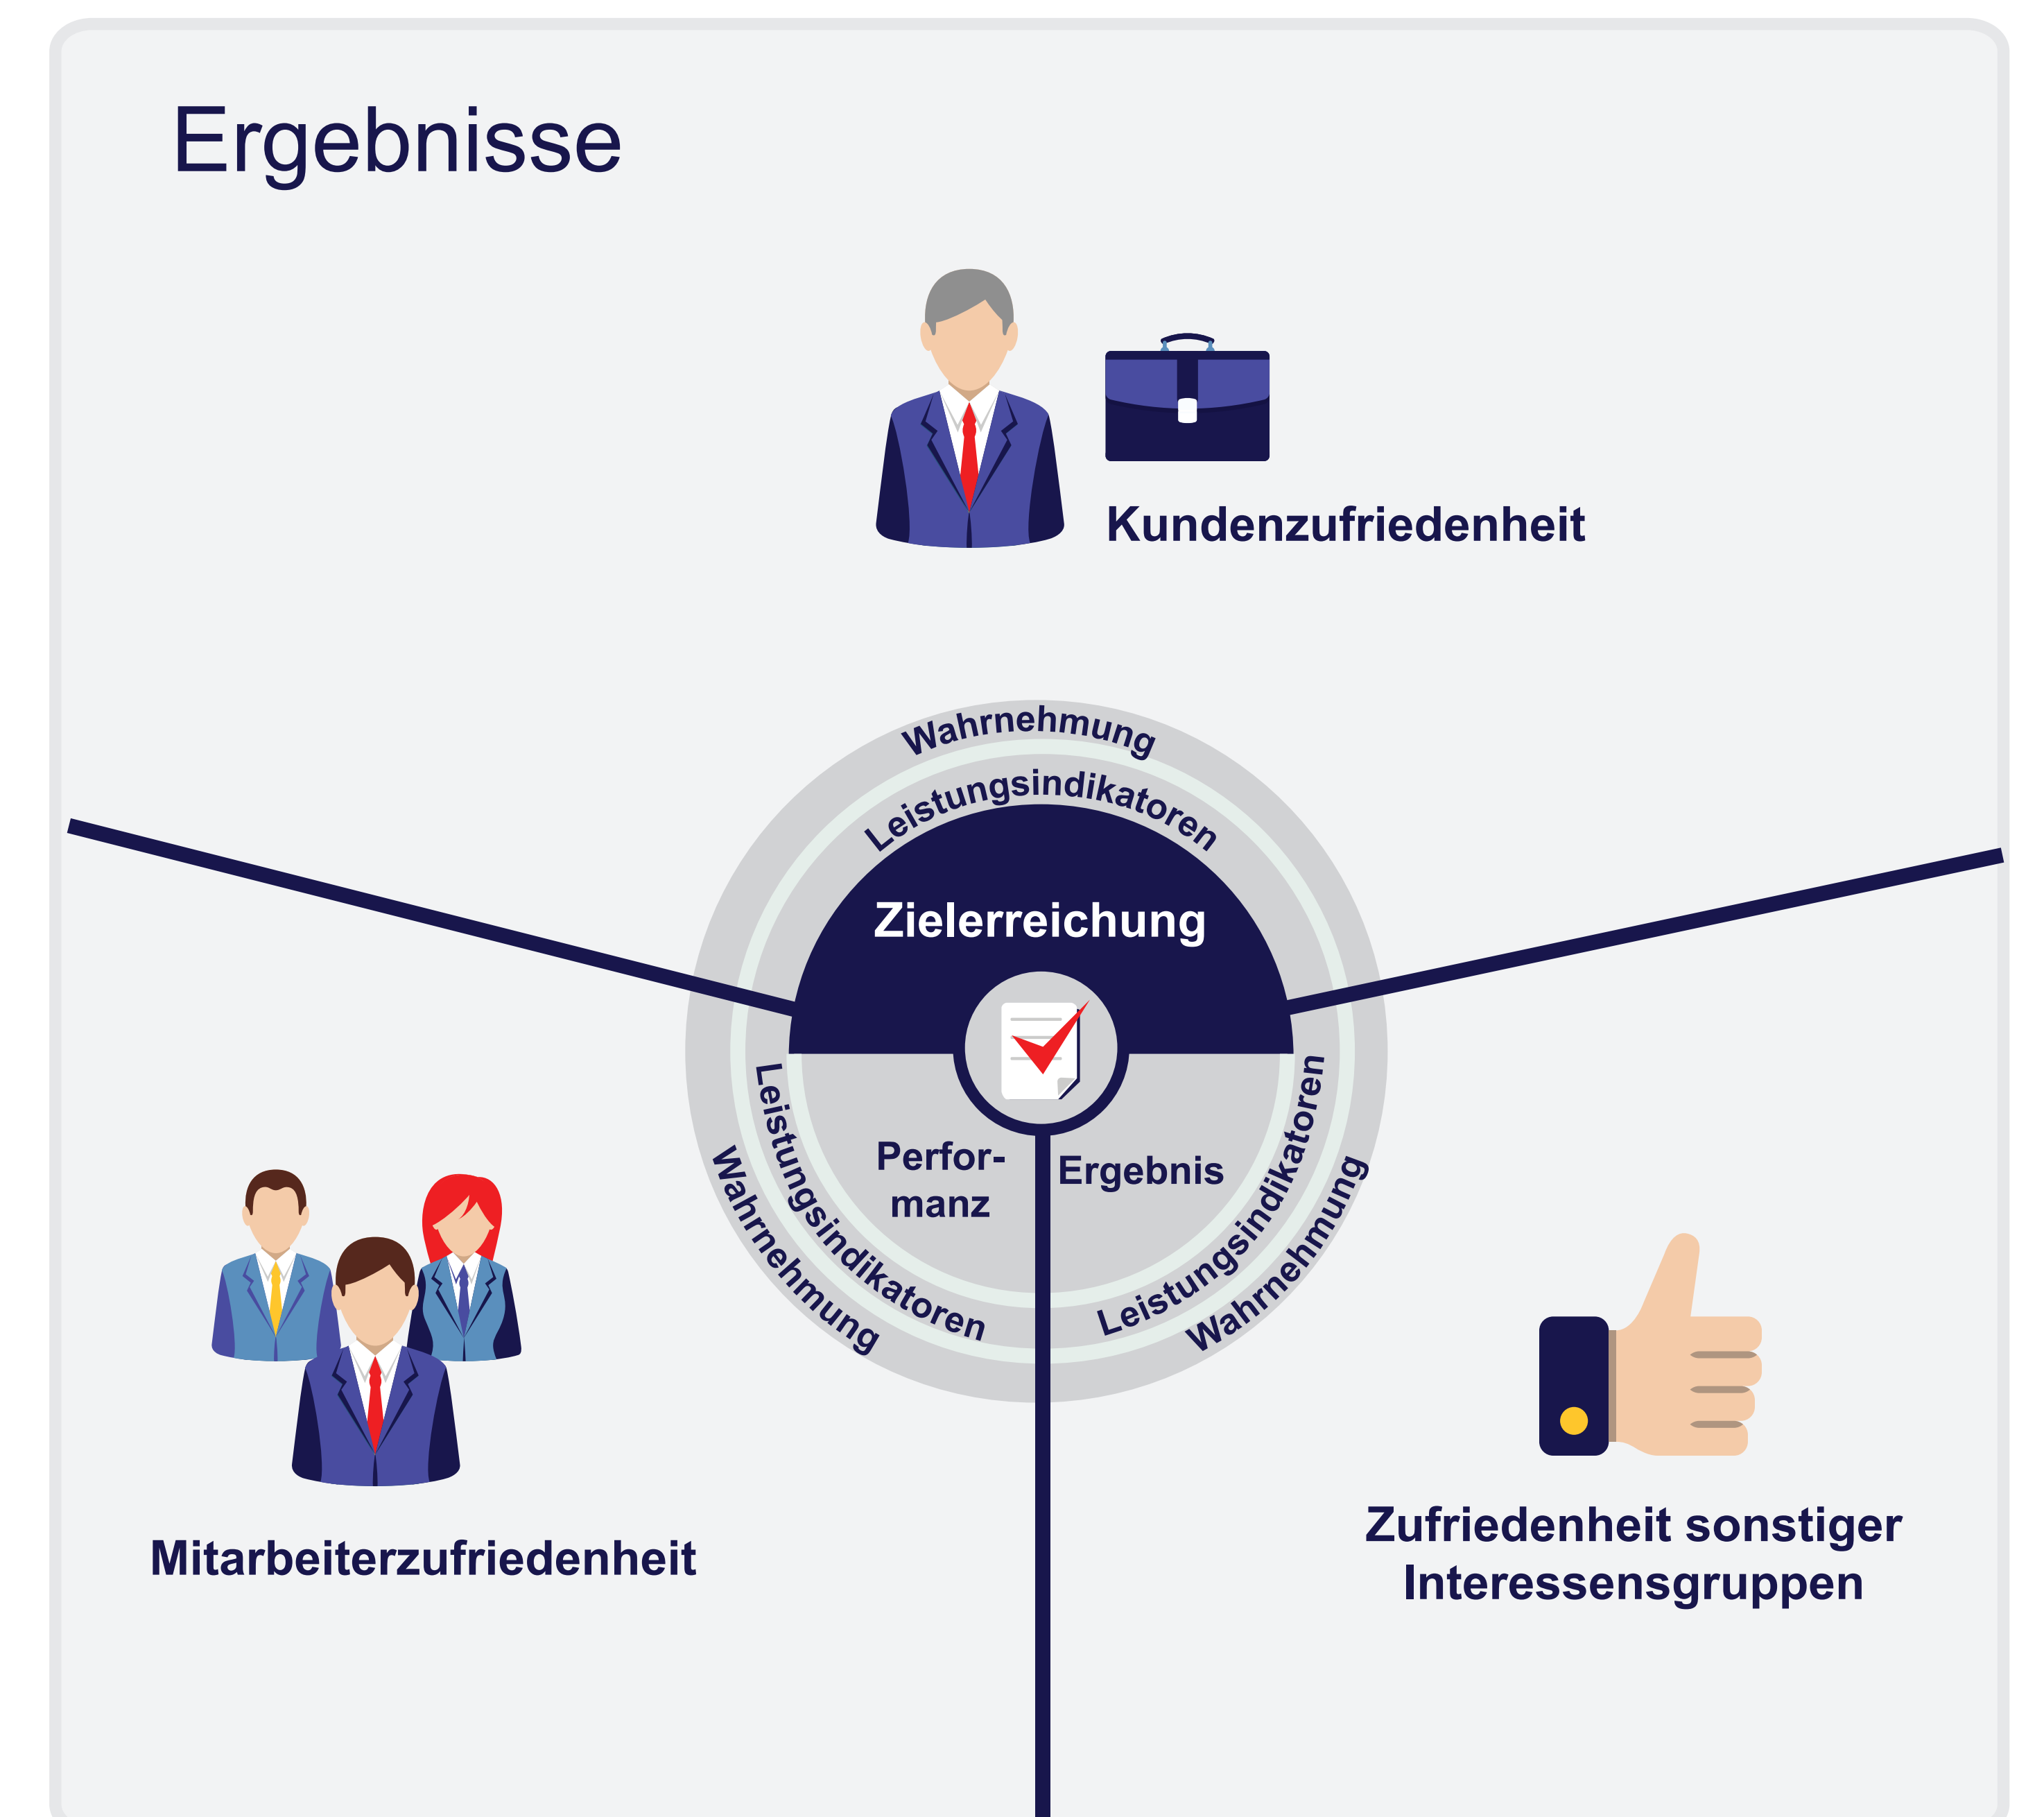 Ergebnisse
Kundenzufriedenheit
Wahrnehmung
Leistungsindikatoren
Zielerreichung
Perfor-
manz
Ergebnis
Leistungsindikatoren
Wahrnehmung
Leistungsindikatoren
Wahrnehmung
Mitarbeiterzufriedenheit
Zufriedenheit sonstiger
Interessensgruppen